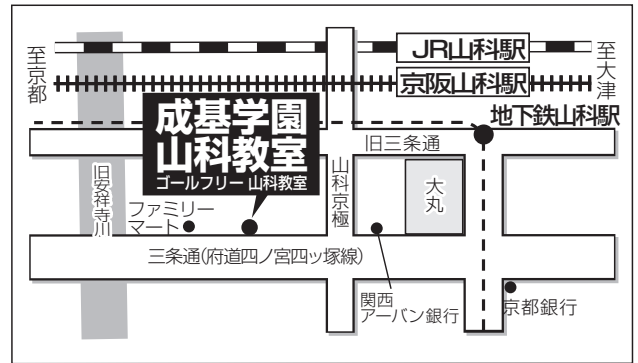 JR山科駅
京阪山科駅
至京都
至大津
地下鉄山科駅
成基学園
山科教室
ゴールフリー 山科教室
旧三条通
山科京極
大丸
旧安祥寺川
ファミリー
マート
三条通(府道四ノ宮四ッ塚線)
関西
アーバン銀行
京都銀行